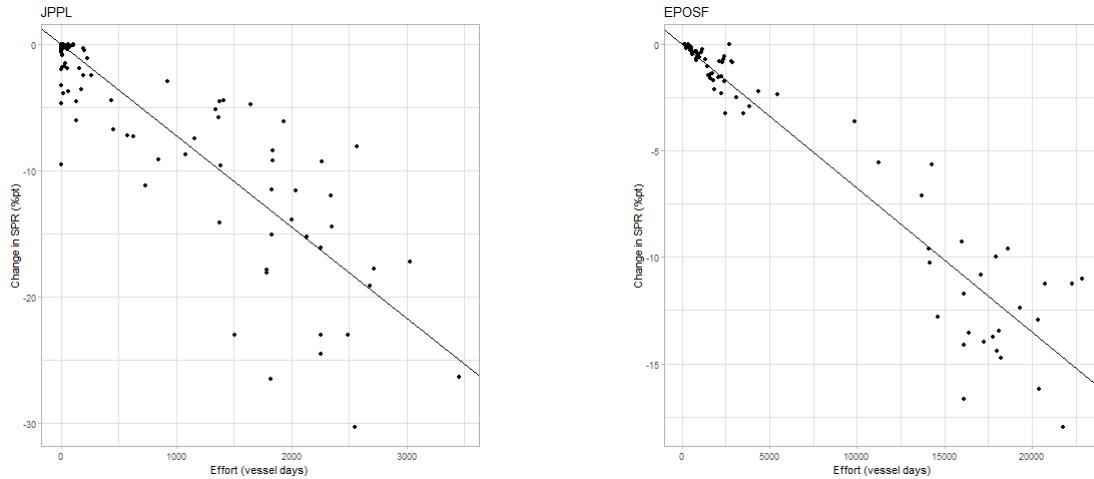 JPPL
0
-10
-20
-30
Change in SPR (%pt)
0 1000 2000 3000
Effort (vessel days)
EPOSF
0
-5
-10
-15
Change in SPR (%pt)
0 5000 10000 15000 20000
Effort (vessel days)